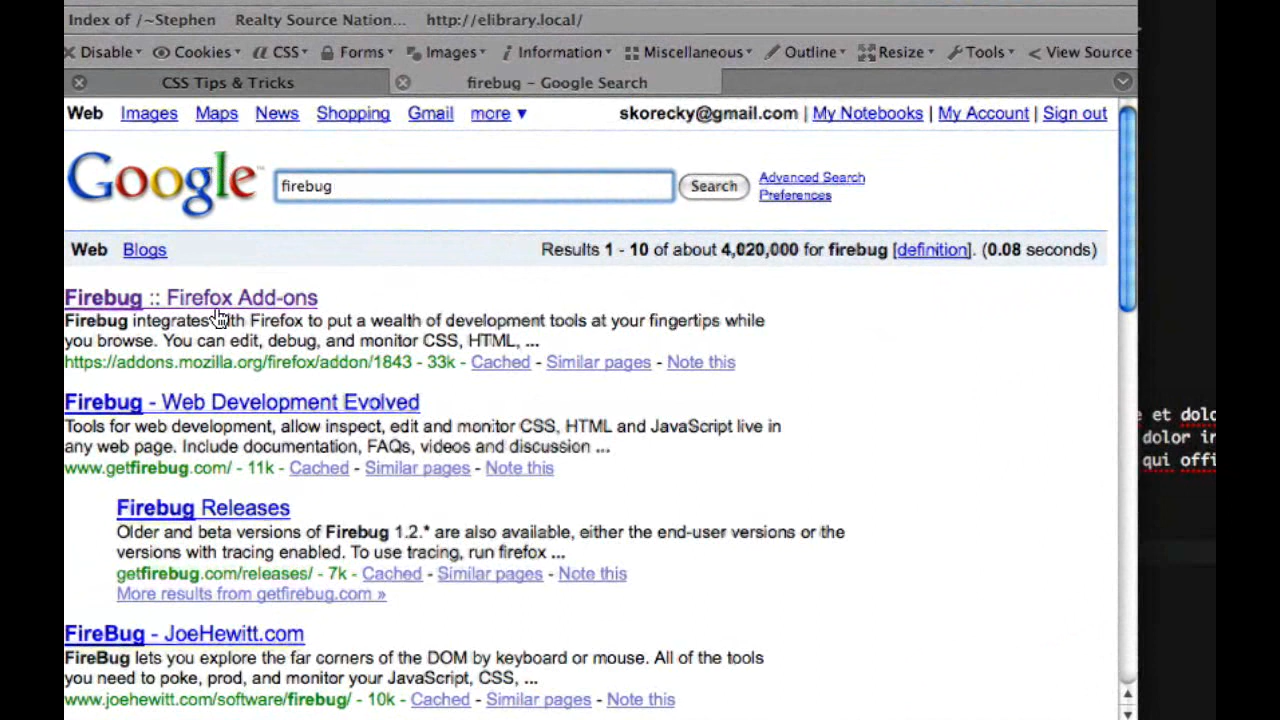 Index of /~Stephen Realty Source Nation... http://elibrary.local/
Disable Cookies CSS Forms Images Information Miscellaneous Outline Resize Tools View Source
CSS Tips & Tricks firebug - Google Search
Web Images Maps News Shopping Gmail more ▼ skorecky@gmail.com | My Notebooks | My Account | Sign out
Google™ firebug Search Advanced Search
Preferences
Web Blogs Results 1 - 10 of about 4,020,000 for firebug [definition]. (0.08 seconds)
Firebug :: Firefox Add-ons
Firebug integrates with Firefox to put a wealth of development tools at your fingertips while
you browse. You can edit, debug, and monitor CSS, HTML, ...
https://addons.mozilla.org/firefox/addon/1843 - 33k - Cached - Similar pages - Note this
Firebug - Web Development Evolved
Tools for web development, allow inspect, edit and monitor CSS, HTML and JavaScript live in
any web page. Include documentation, FAQs, videos and discussion ...
www.getfirebug.com/ - 11k - Cached - Similar pages - Note this
Firebug Releases
Older and beta versions of Firebug 1.2.* are also available, either the end-user versions or the
versions with tracing enabled. To use tracing, run firefox ...
getfirebug.com/releases/ - 7k - Cached - Similar pages - Note this
More results from getfirebug.com »
FireBug - JoeHewitt.com
FireBug lets you explore the far corners of the DOM by keyboard or mouse. All of the tools
you need to poke, prod, and monitor your JavaScript, CSS, ...
www.joehewitt.com/software/firebug/ - 10k - Cached - Similar pages - Note this
e et dolo
dolor in
qui offi